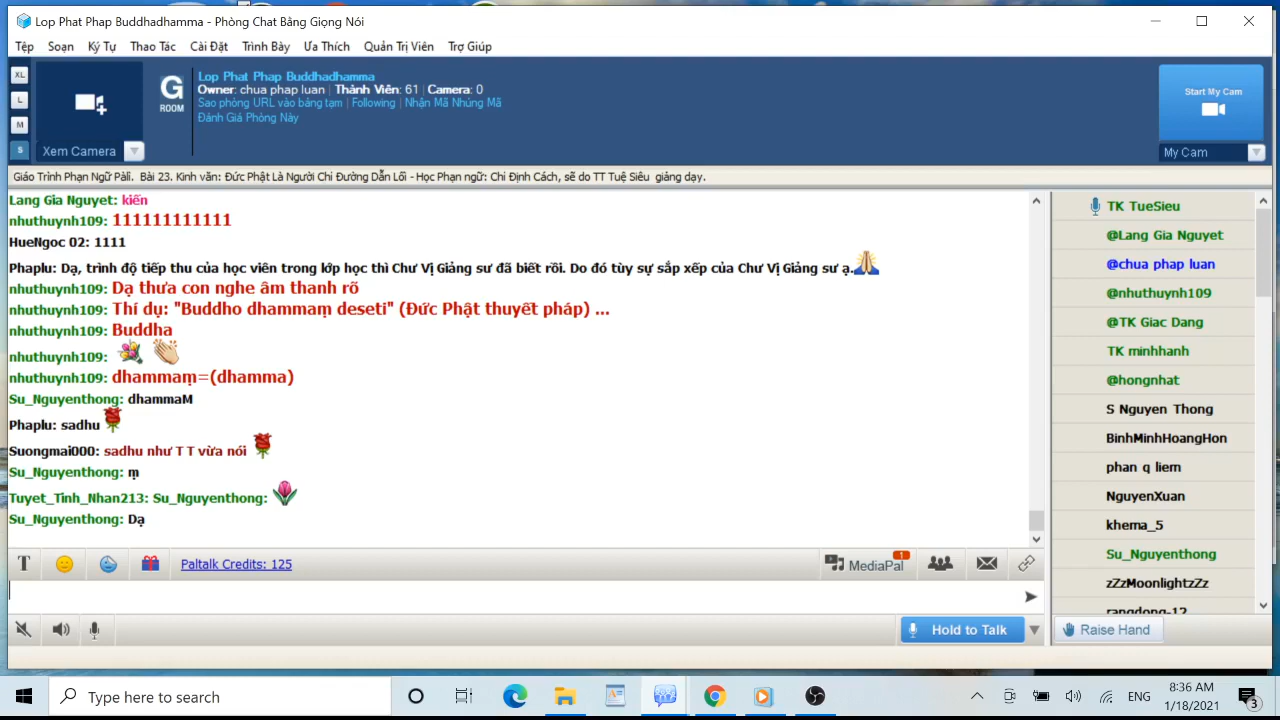 Lop Phat Phap Buddhadhamma - Phòng Chat Bằng Giọng Nói
Tệp Soạn Ký Tự Thao Tác Cài Đặt Trình Bày Ưa Thích Quản Trị Viên Trợ Giúp
XL
L
M
S
Xem Camera
G
ROOM
Lop Phat Phap Buddhadhamma
Owner: chua phap luan | Thành Viên: 61 | Camera: 0
Sao phòng URL vào bảng tạm | Following | Nhận Mã Nhúng Mã
Đánh Giá Phòng Này
Start My Cam
My Cam
Giáo Trình Phạn Ngữ Pàli. Bài 23. Kinh văn: Đức Phật Là Người Chỉ Đường Dẫn Lối - Học Phạn ngữ: Chỉ Định Cách, sẽ do TT Tuệ Siêu giảng dạy.
Lang Gia Nguyet: kiến
nhuthuynh109: 111111111111
HueNgoc 02: 1111
Phaplu: Dạ, trình độ tiếp thu của học viên trong lớp học thì Chư Vị Giảng sư đã biết rồi. Do đó tùy sự sắp xếp của Chư Vị Giảng sư ạ.
nhuthuynh109: Dạ thưa con nghe âm thanh rõ
nhuthuynh109: Thí dụ: "Buddho dhammaṃ deseti" (Đức Phật thuyết pháp) ...
nhuthuynh109: Buddha
nhuthuynh109:
nhuthuynh109: dhammaṃ=(dhamma)
Su_Nguyenthong: dhammaM
Phaplu: sadhu
Suongmai000: sadhu như T T vừa nói
Su_Nguyenthong: ṃ
Tuyet_Tinh_Nhan213: Su_Nguyenthong:
Su_Nguyenthong: Dạ
TK TueSieu
@Lang Gia Nguyet
@chua phap luan
@nhuthuynh109
@TK Giac Dang
TK minhhanh
@hongnhat
S Nguyen Thong
BinhMinhHoangHon
phan q liem
NguyenXuan
khema_5
Su_Nguyenthong
zZzMoonlightzZz
rangdong-12
T
Paltalk Credits: 125
MediaPal
1
Hold to Talk
Raise Hand
Type here to search
ENG
8:36 AM
1/18/2021
3